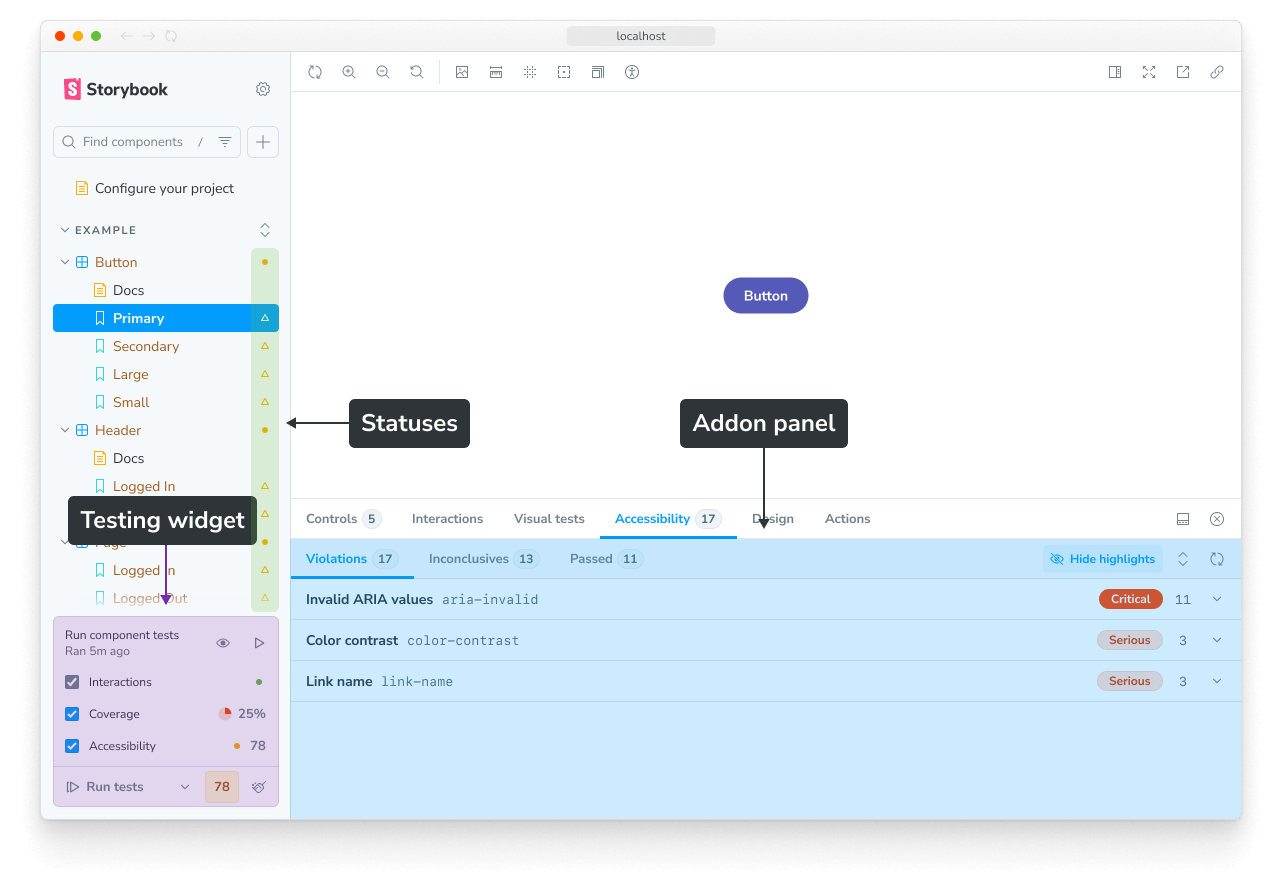 localhost
Storybook
Find components /
Configure your project
EXAMPLE
Button
Docs
Primary
Secondary
Large
Small
Header
Docs
Logged In
Testing widget
Page
Logged In
Logged Out
Run component tests
Ran 5m ago
Interactions
Coverage 25%
Accessibility 78
Run tests 78
Button
Statuses
Addon panel
Controls 5 Interactions Visual tests Accessibility 17 Design Actions
Violations 17 Inconclusives 13 Passed 11 Hide highlights
Invalid ARIA values aria-invalid Critical 11
Color contrast color-contrast Serious 3
Link name link-name Serious 3